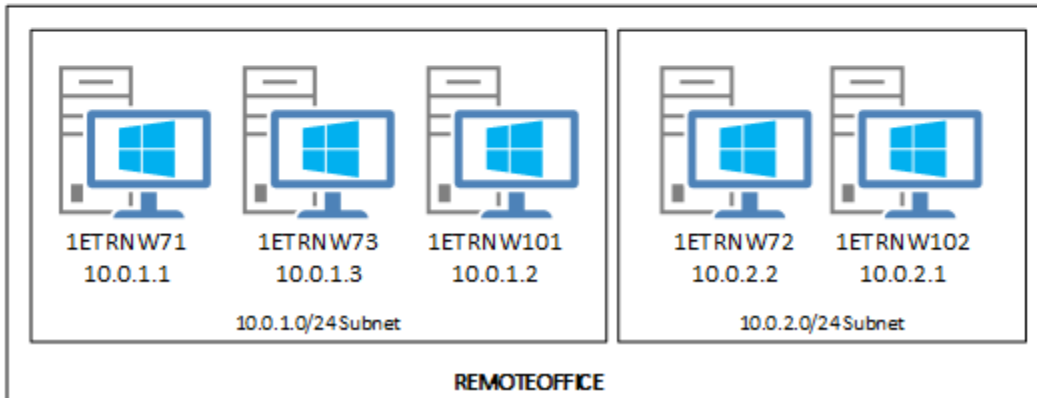 1ETRNW71
10.0.1.1
1ETRNW73
10.0.1.3
1ETRNW101
10.0.1.2
10.0.1.0/24 Subnet
1ETRNW72
10.0.2.2
1ETRNW102
10.0.2.1
10.0.2.0/24 Subnet
REMOTEOFFICE